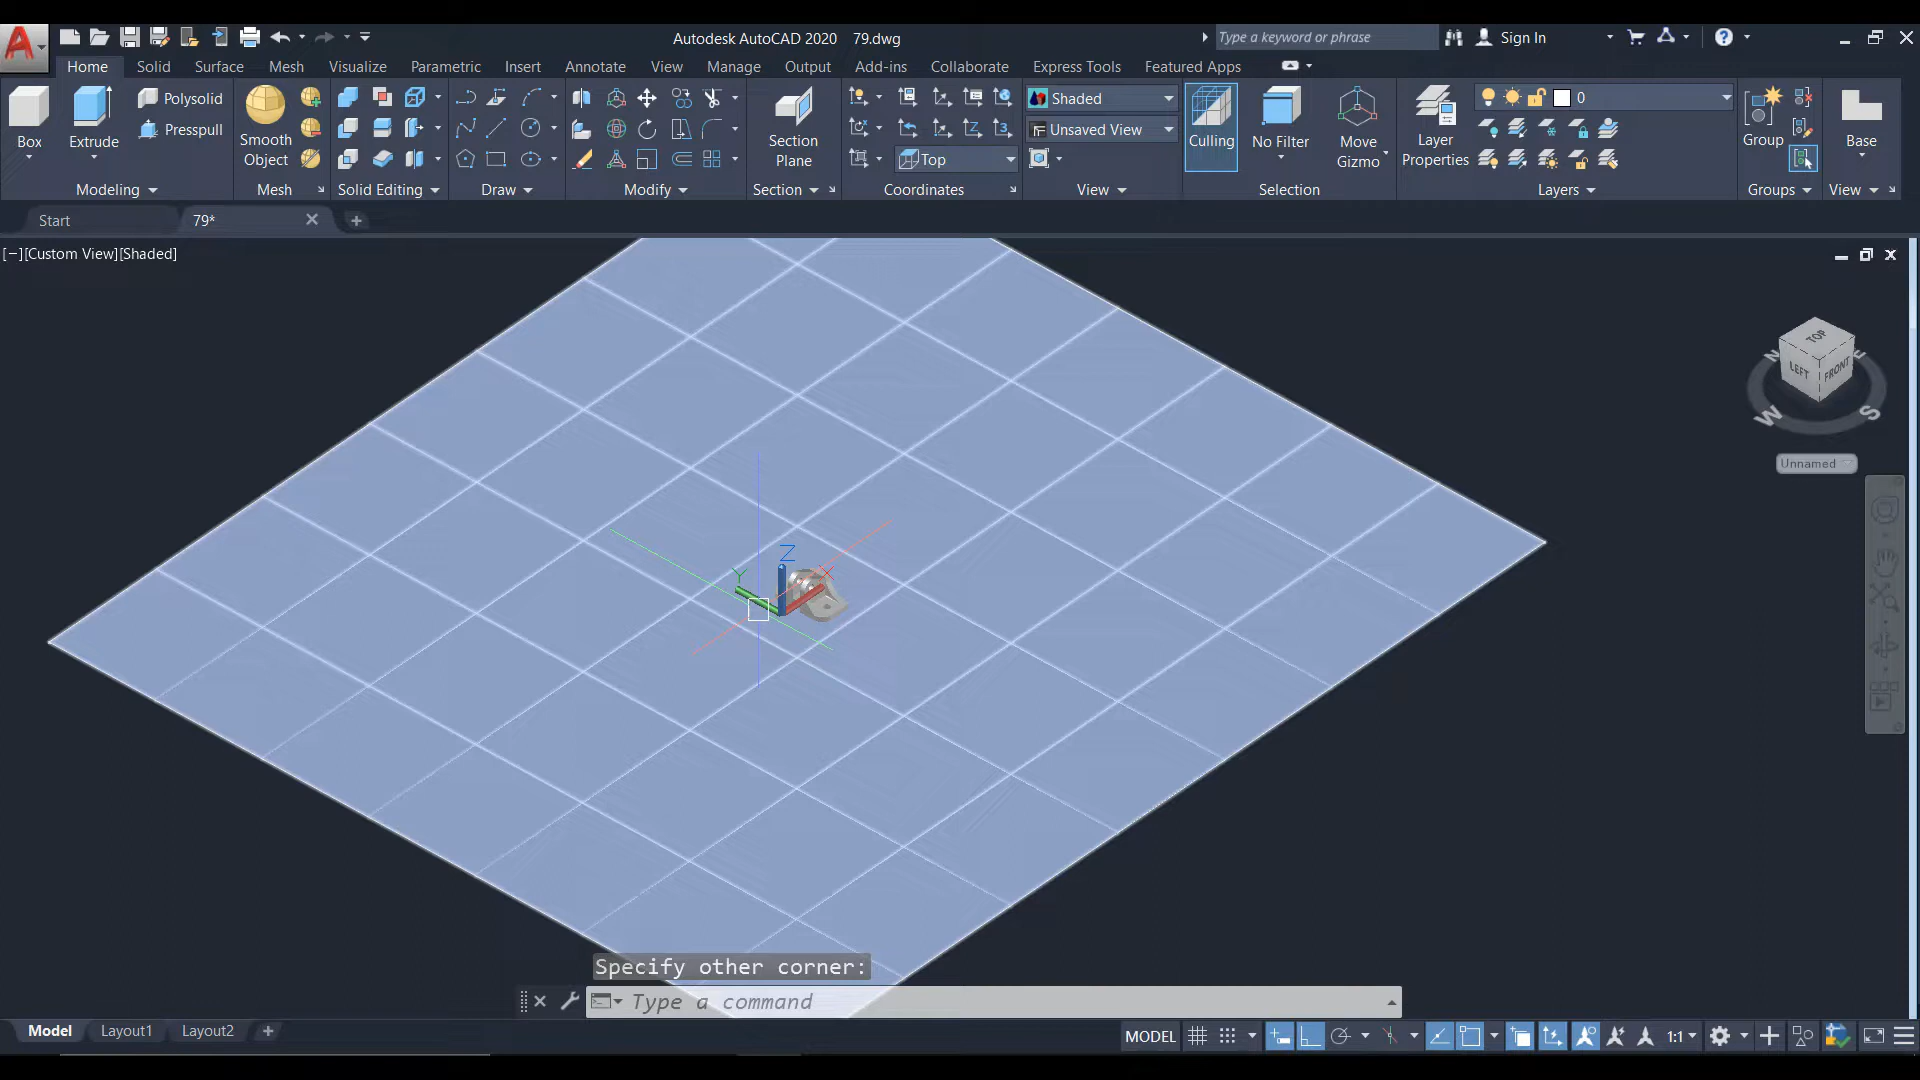 Autodesk AutoCAD 2020 79.dwg
Type a keyword or phrase
Sign In
Home Solid Surface Mesh Visualize Parametric Insert Annotate View Manage Output Add-ins Collaborate Express Tools Featured Apps
Box
Extrude
Polysolid
Presspull
Smooth
Object
Section
Plane
Top
Shaded
Unsaved View
Culling
No Filter
Move
Gizmo
Layer
Properties
0
Group
Base
Modeling Mesh Solid Editing Draw Modify Section Coordinates View Selection Layers Groups View
Start 79*
[−][Custom View][Shaded]
TOP
LEFT FRONT
N E
W S
Unnamed
Z
Y X
Specify other corner:
Type a command
Model Layout1 Layout2
MODEL 1:1